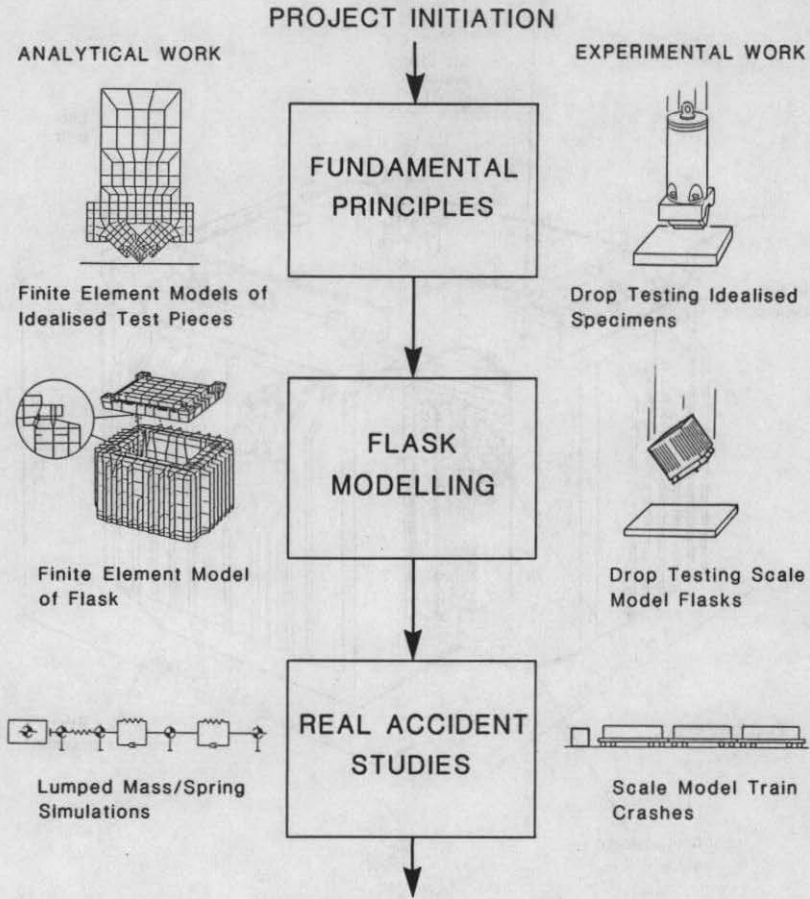 PROJECT INITIATION
ANALYTICAL WORK
EXPERIMENTAL WORK
FUNDAMENTAL
PRINCIPLES
Finite Element Models of
Idealised Test Pieces
Drop Testing Idealised
Specimens
FLASK
MODELLING
Finite Element Model
of Flask
Drop Testing Scale
Model Flasks
REAL ACCIDENT
STUDIES
Lumped Mass/Spring
Simulations
Scale Model Train
Crashes